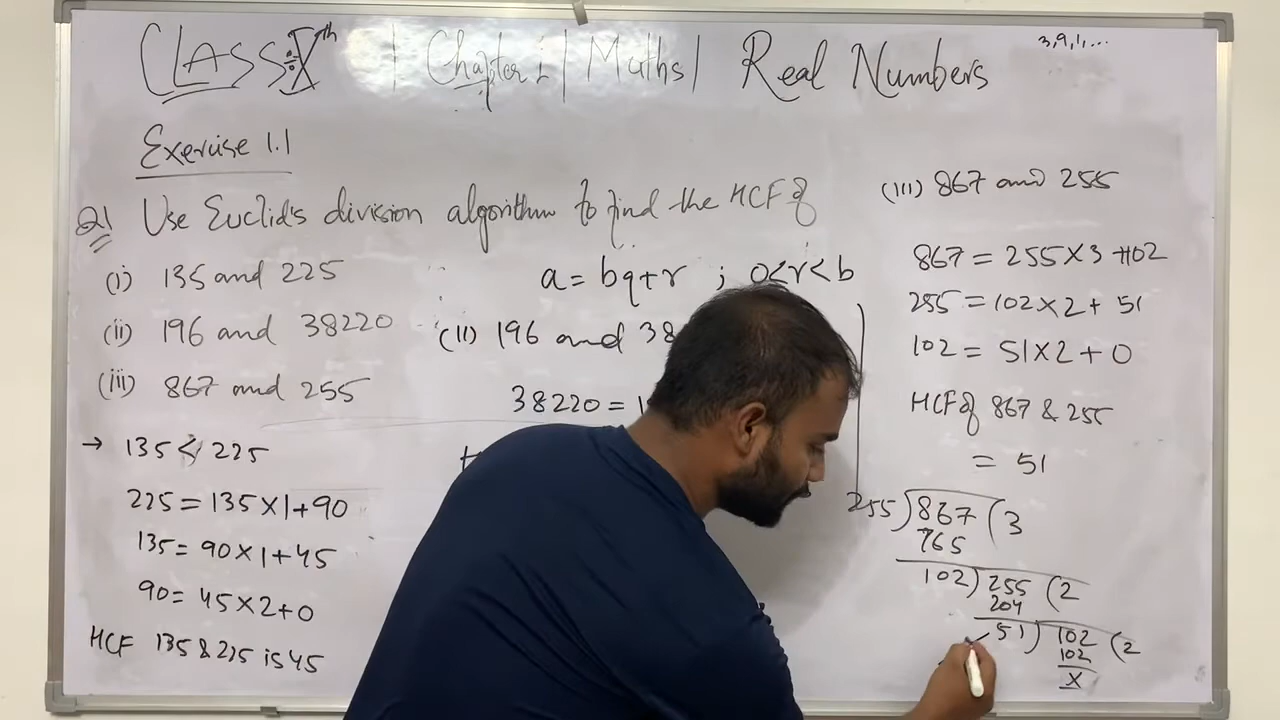 CLASS X th | Chapter 1 | Maths | Real Numbers
3,9,1,...
Exercise 1.1
Q1 Use Euclid's division algorithm to find the HCF of
(i) 135 and 225
(ii) 196 and 38220
(iii) 867 and 255
→ 135 < 225
225 = 135 X 1 + 90
135 = 90 X 1 + 45
90 = 45 X 2 + 0
HCF 135 & 225 is 45
a = bq + r ; 0 < r < b
(II) 196 and 38
38220 = 1
(III) 867 and 255
867 = 255 X 3 + 102
255 = 102 X 2 + 51
102 = 51 X 2 + 0
HCF of 867 & 255
= 51
255 ) 867 ( 3
765
102 ) 255 ( 2
204
51 ) 102 ( 2
102
X